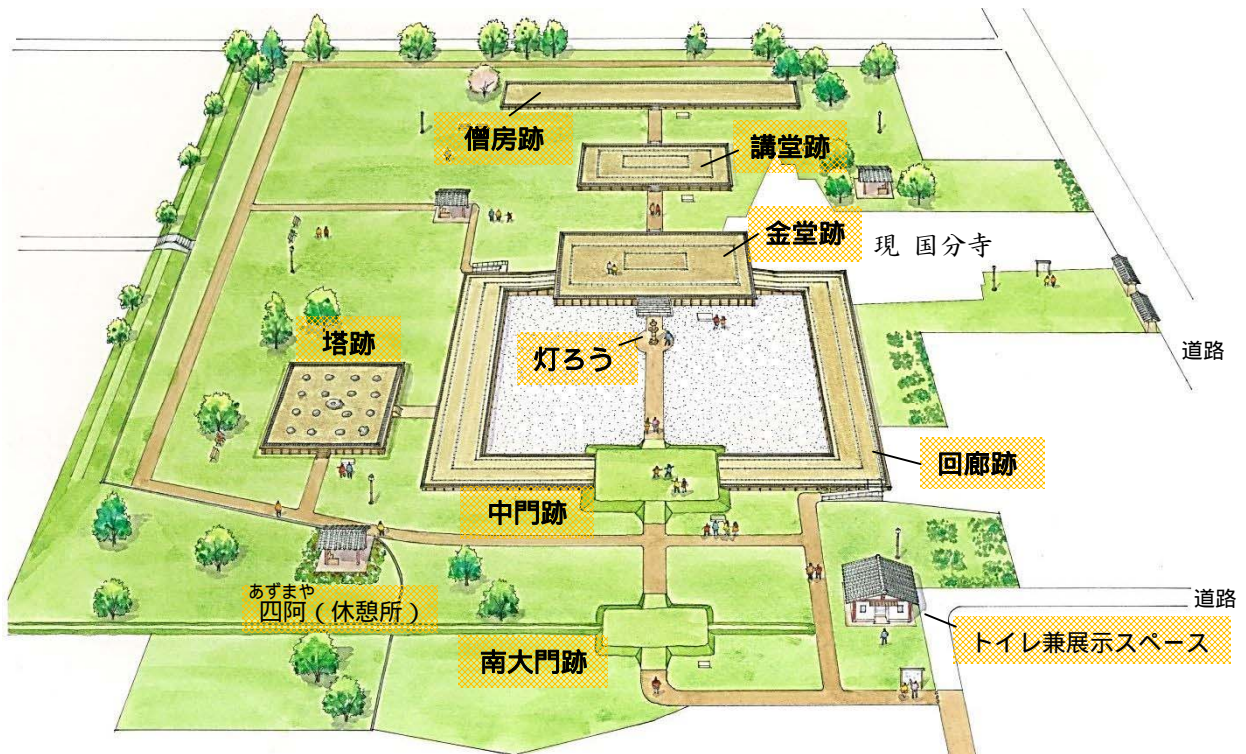 僧房跡
講堂跡
金堂跡
現 国分寺
道路
塔跡
灯ろう
回廊跡
中門跡
あずまや
四阿(休憩所)
道路
トイレ兼展示スペース
南大門跡